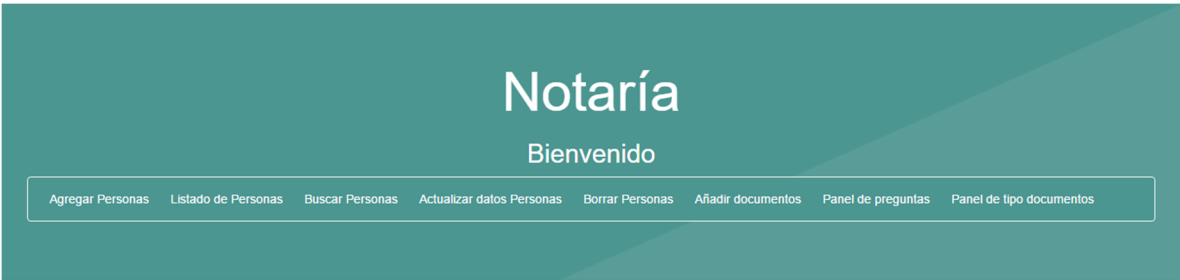 Notaría
Bienvenido
Agregar Personas Listado de Personas Buscar Personas Actualizar datos Personas Borrar Personas Añadir documentos Panel de preguntas Panel de tipo documentos